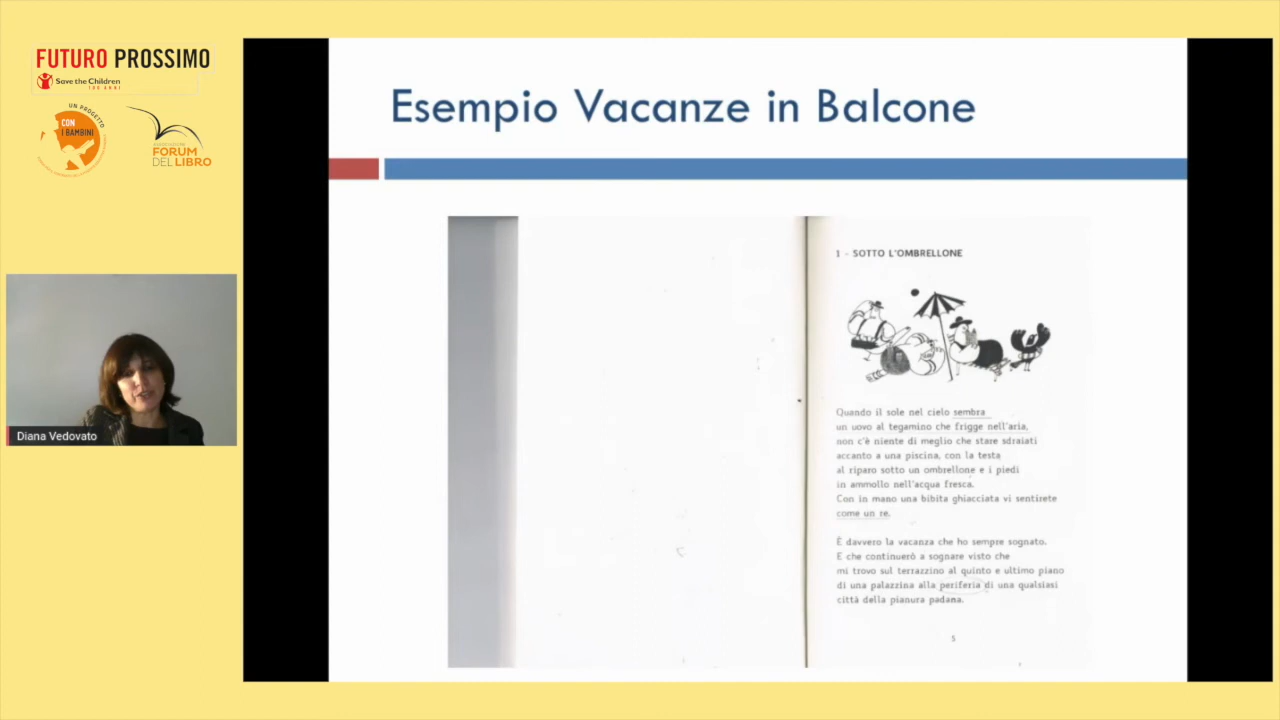 FUTURO PROSSIMO
Save the Children
100 ANNI
UN PROGETTO
CON
I BAMBINI
ASSOCIAZIONE
FORUM
DEL LIBRO
Diana Vedovato
Esempio Vacanze in Balcone
1 - SOTTO L'OMBRELLONE
Quando il sole nel cielo sembra
un uovo al tegamino che frigge nell'aria,
non c'è niente di meglio che stare sdraiati
accanto a una piscina, con la testa
al riparo sotto un ombrellone e i piedi
in ammollo nell'acqua fresca.
Con in mano una bibita ghiacciata vi sentirete
come un re.
È davvero la vacanza che ho sempre sognato.
E che continuerò a sognare visto che
mi trovo sul terrazzino al quinto e ultimo piano
di una palazzina alla periferia di una qualsiasi
città della pianura padana.
5